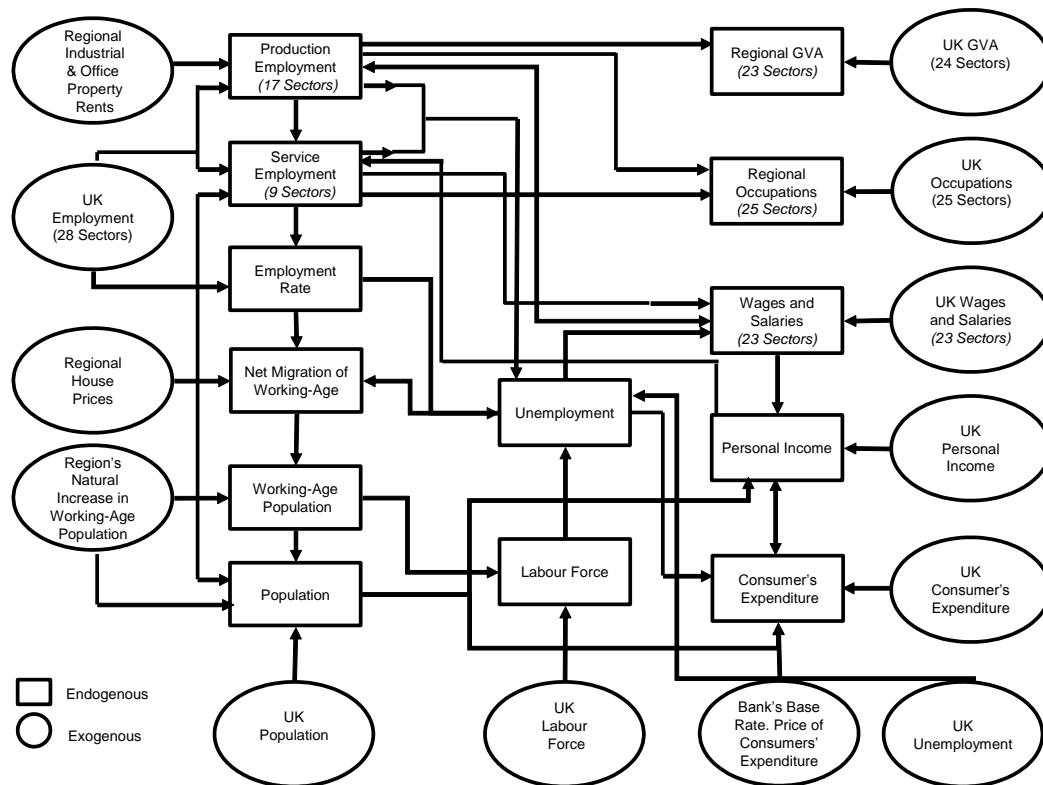 Regional
Industrial
& Office
Property
Rents
Production
Employment
(17 Sectors)
Regional GVA
(23 Sectors)
UK GVA
(24 Sectors)
UK
Employment
(28 Sectors)
Service
Employment
(9 Sectors)
Regional
Occupations
(25 Sectors)
UK
Occupations
(25 Sectors)
Employment
Rate
Wages and
Salaries
(23 Sectors)
UK Wages
and Salaries
(23 Sectors)
Regional
House
Prices
Net Migration of
Working-Age
Unemployment
Personal Income
UK
Personal
Income
Region's
Natural
Increase in
Working-Age
Population
Working-Age
Population
Labour Force
Consumer's
Expenditure
UK
Consumer's
Expenditure
Population
Endogenous
Exogenous
UK
Population
UK
Labour
Force
Bank's Base
Rate. Price of
Consumers'
Expenditure
UK
Unemployment